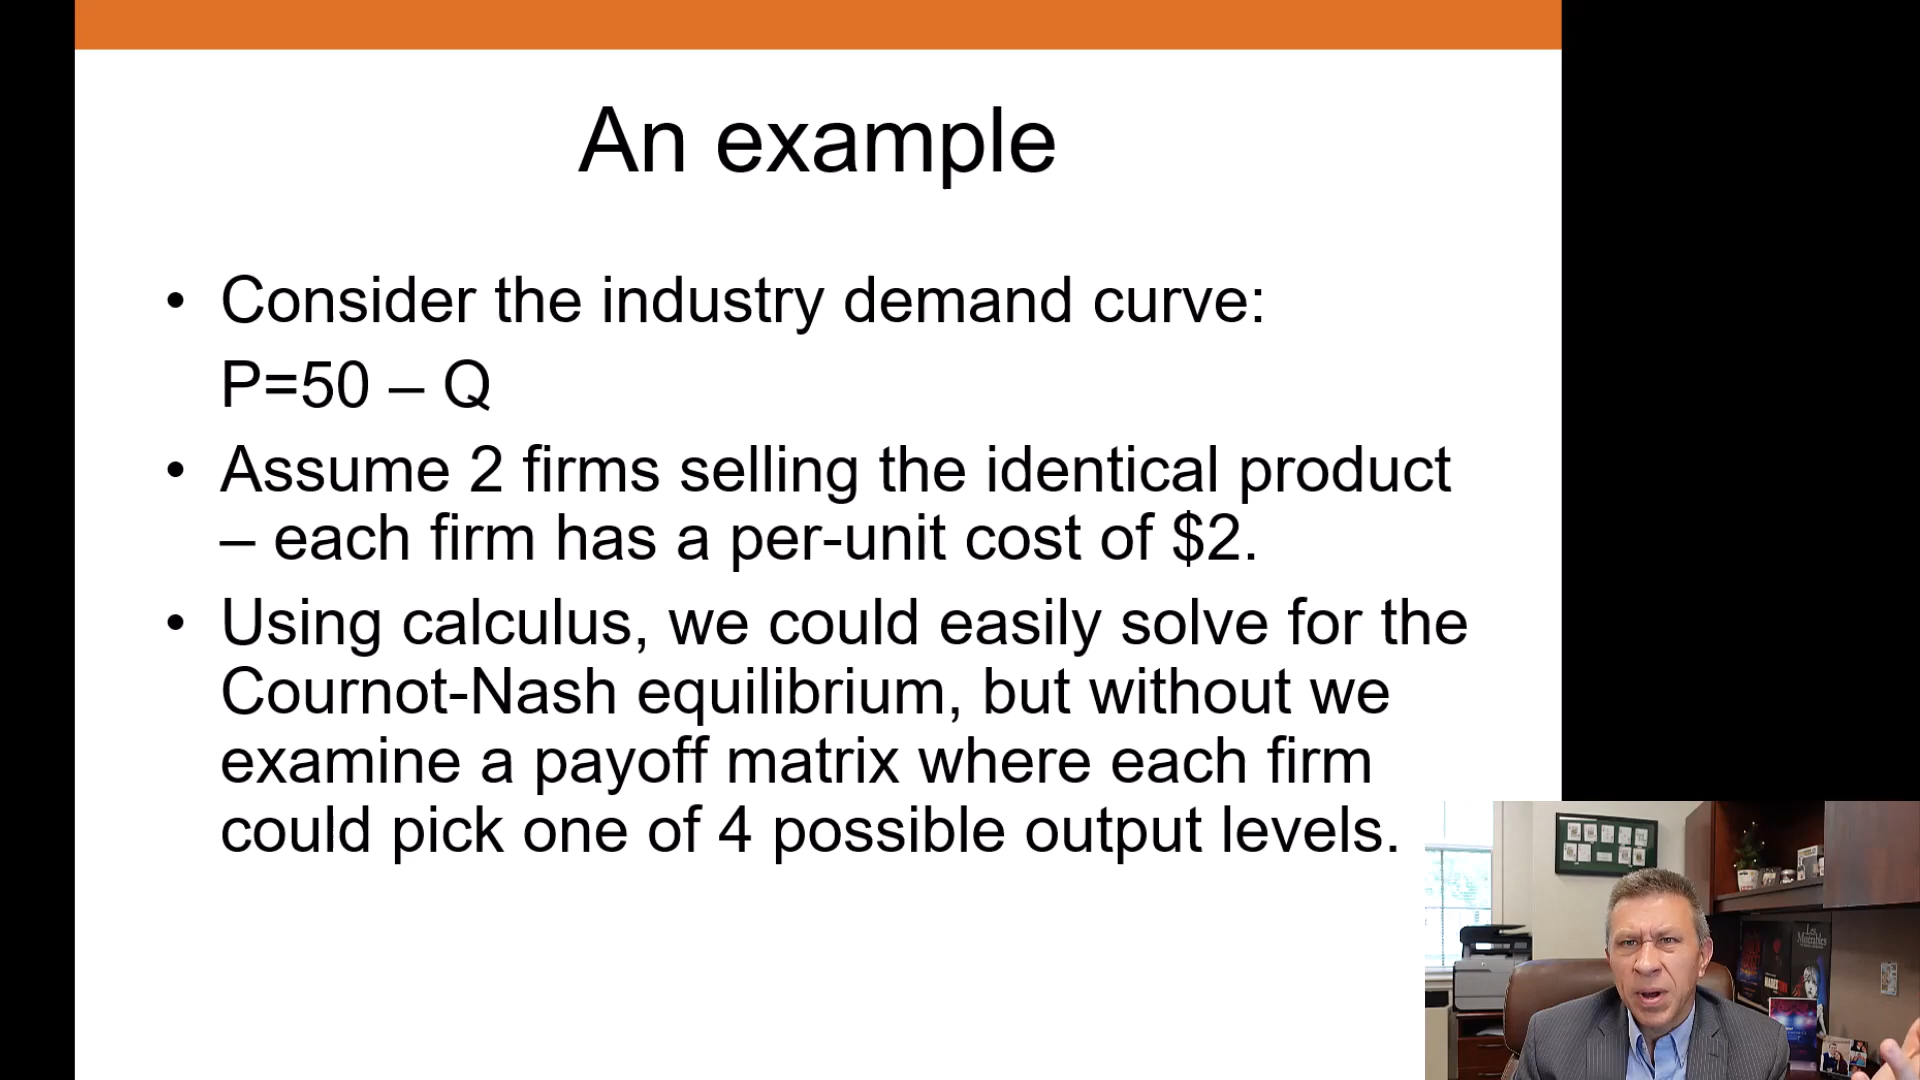 An example
• Consider the industry demand curve:
P=50 – Q
• Assume 2 firms selling the identical product
– each firm has a per-unit cost of $2.
• Using calculus, we could easily solve for the
Cournot-Nash equilibrium, but without we
examine a payoff matrix where each firm
could pick one of 4 possible output levels.
Les
Misérables